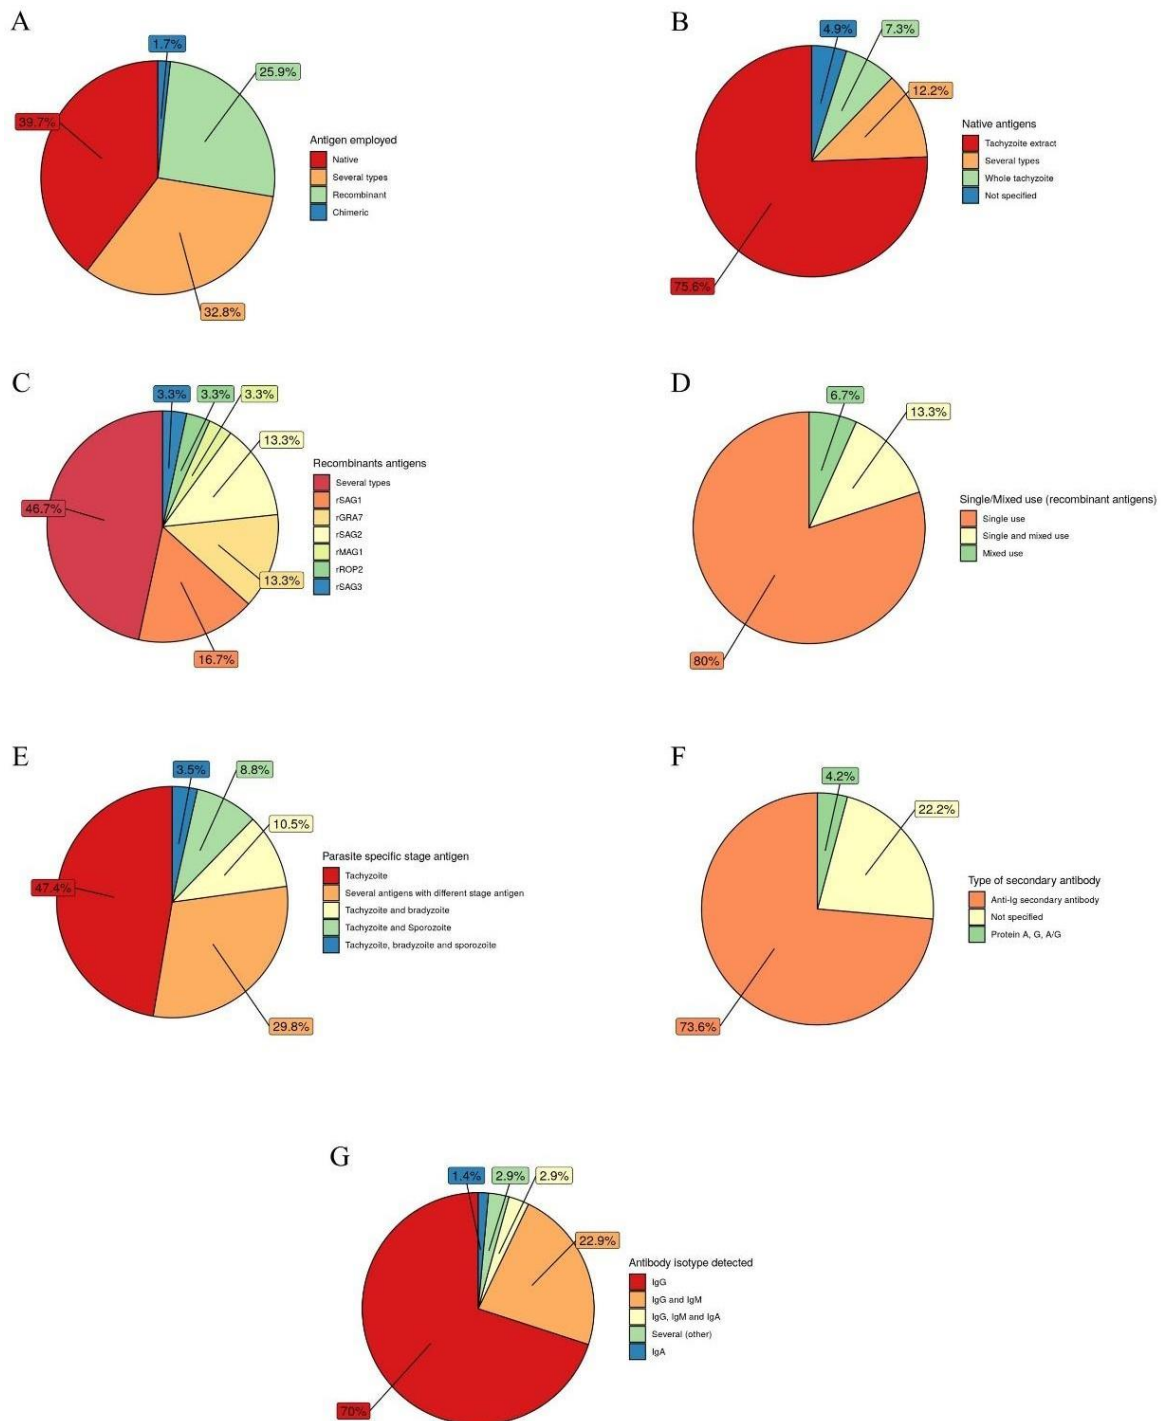 A
1.7%
25.9%
39.7%
32.8%
Antigen employed
Native
Several types
Recombinant
Chimeric
B
4.9%
7.3%
12.2%
75.6%
Native antigens
Tachyzoite extract
Several types
Whole tachyzoite
Not specified
C
3.3%
3.3%
3.3%
13.3%
46.7%
13.3%
16.7%
Recombinants antigens
Several types
rSAG1
rGRA7
rSAG2
rMAG1
rROP2
rSAG3
D
6.7%
13.3%
80%
Single/Mixed use (recombinant antigens)
Single use
Single and mixed use
Mixed use
E
3.5%
8.8%
10.5%
47.4%
29.8%
Parasite specific stage antigen
Tachyzoite
Several antigens with different stage antigen
Tachyzoite and bradyzoite
Tachyzoite and Sporozoite
Tachyzoite, bradyzoite and sporozoite
F
4.2%
22.2%
73.6%
Type of secondary antibody
Anti-Ig secondary antibody
Not specified
Protein A, G, A/G
G
1.4%
2.9%
2.9%
22.9%
70%
Antibody isotype detected
IgG
IgG and IgM
IgG, IgM and IgA
Several (other)
IgA